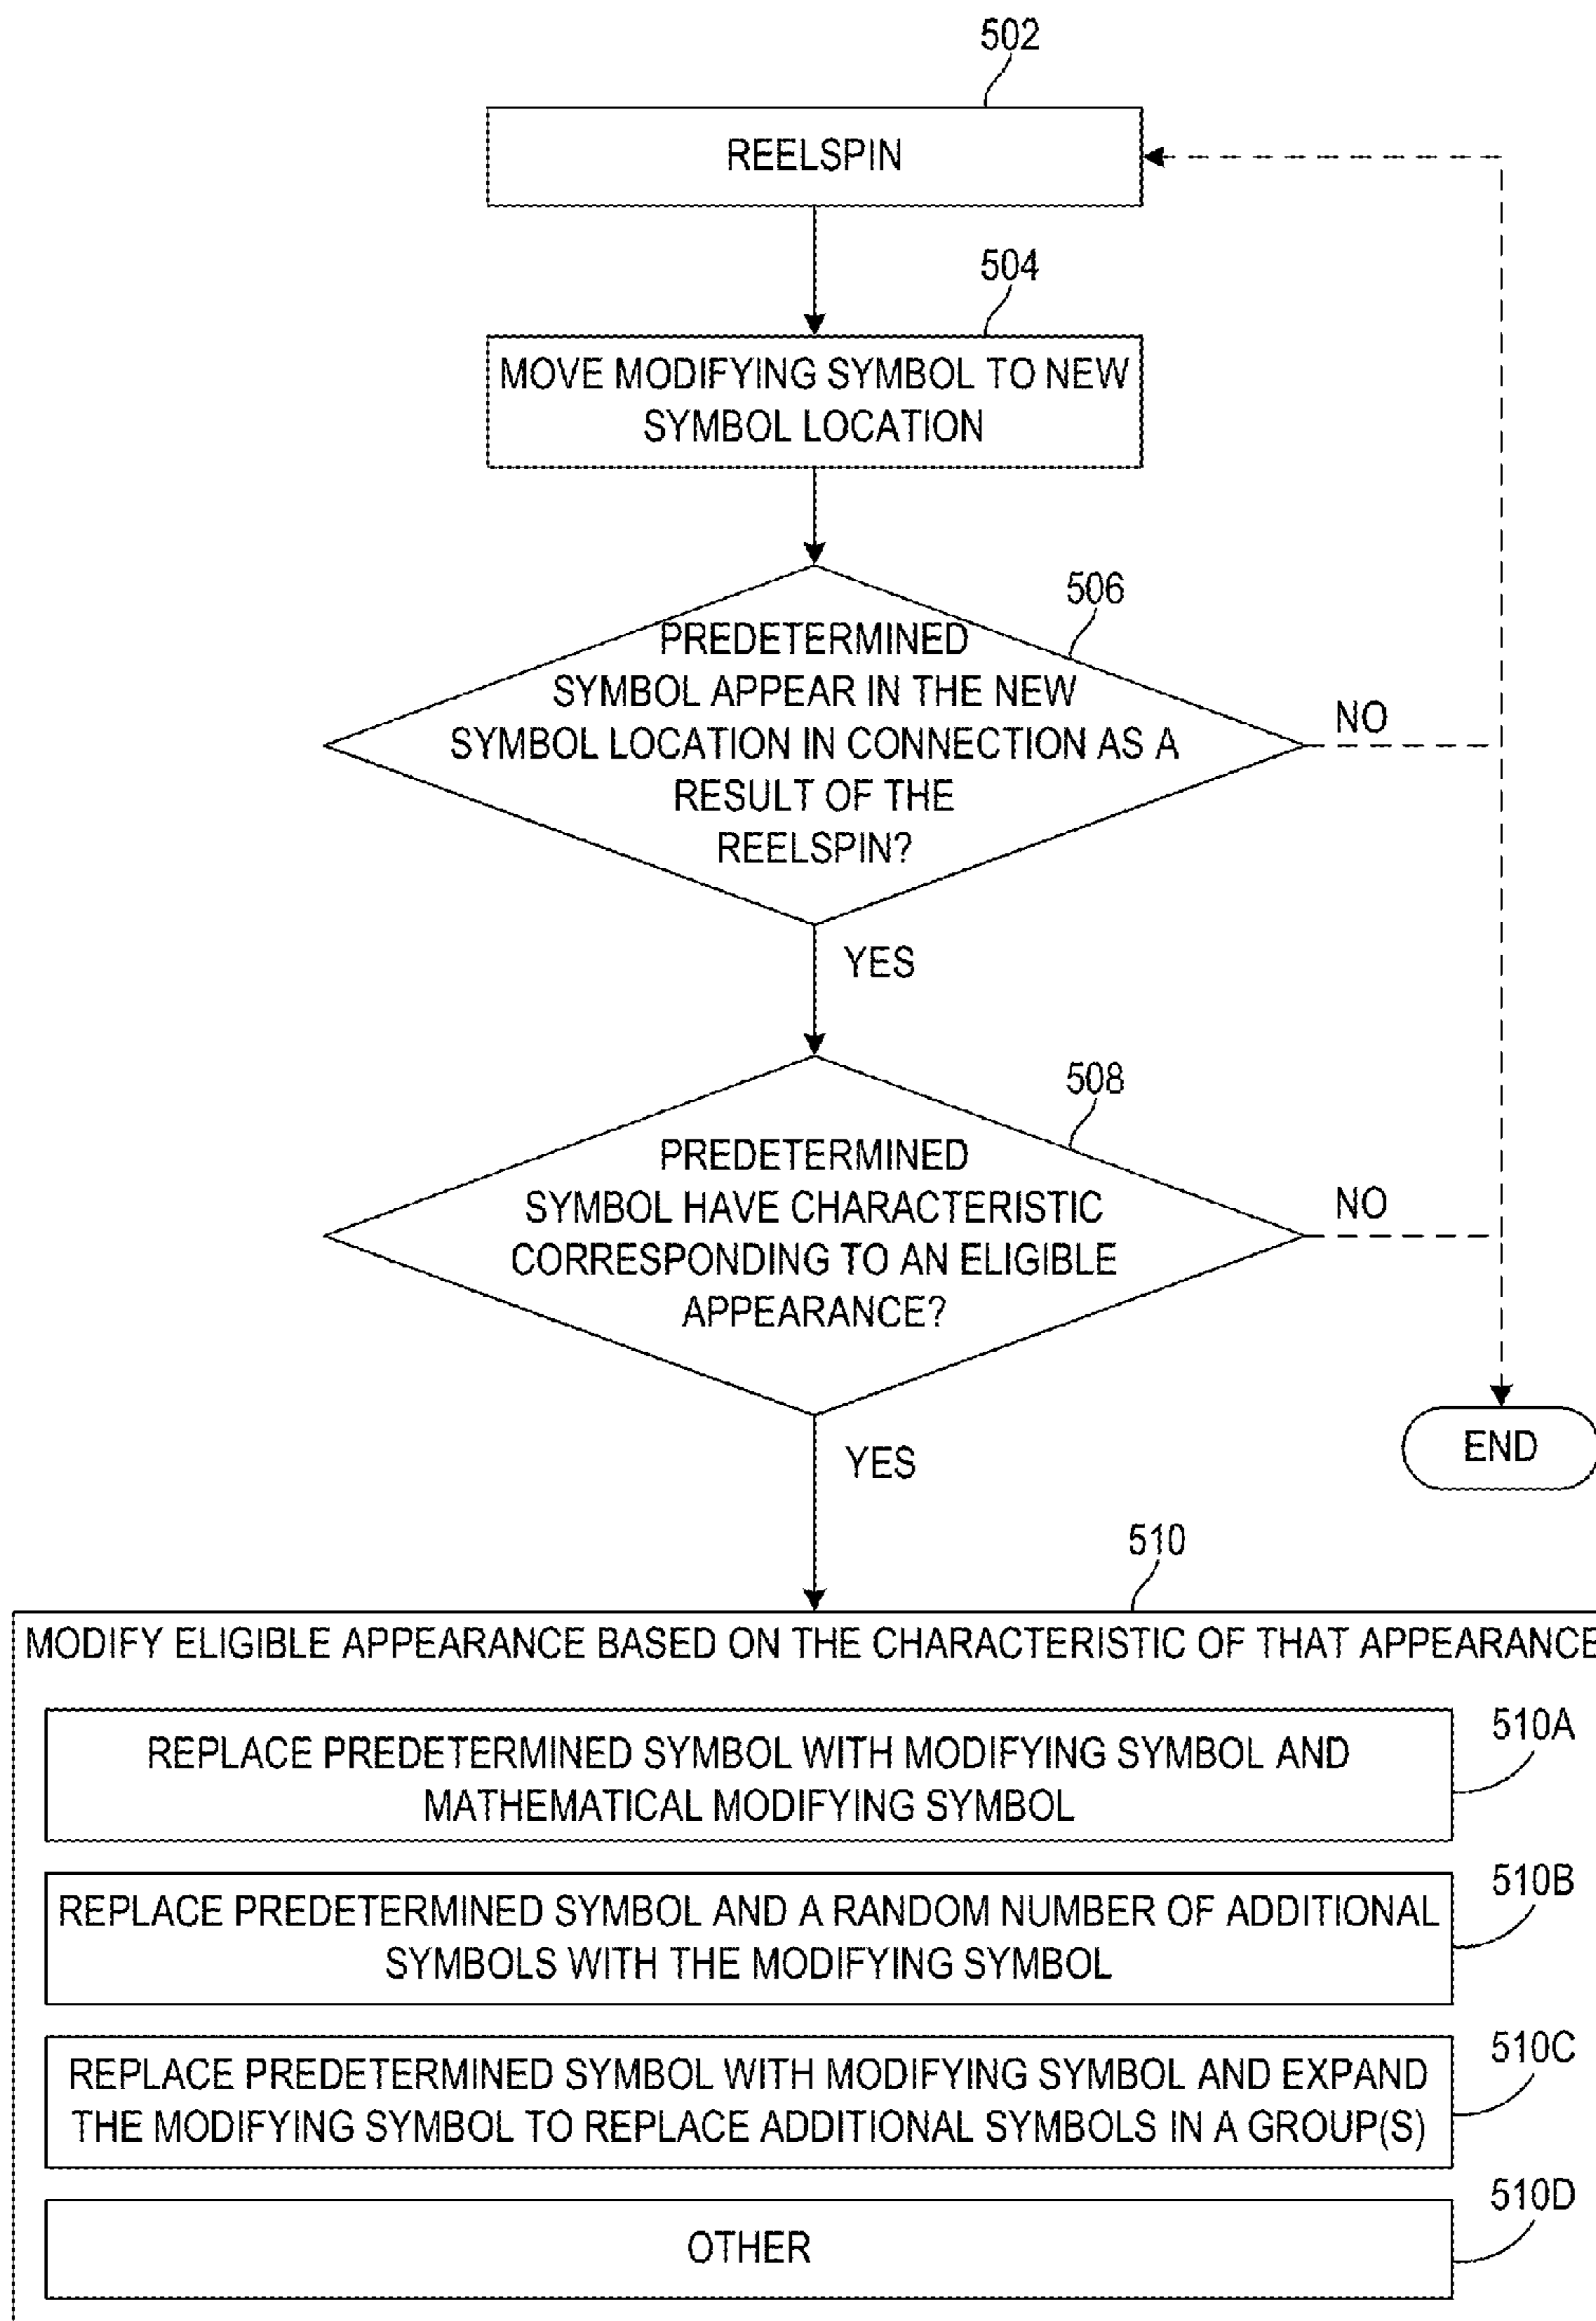 502
REELSPIN
504
MOVE MODIFYING SYMBOL TO NEW
SYMBOL LOCATION
506
PREDETERMINED
SYMBOL APPEAR IN THE NEW
SYMBOL LOCATION IN CONNECTION AS A
RESULT OF THE
REELSPIN?
NO
YES
508
PREDETERMINED
SYMBOL HAVE CHARACTERISTIC
CORRESPONDING TO AN ELIGIBLE
APPEARANCE?
NO
END
YES
510
MODIFY ELIGIBLE APPEARANCE BASED ON THE CHARACTERISTIC OF THAT APPEARANCE
510A
REPLACE PREDETERMINED SYMBOL WITH MODIFYING SYMBOL AND
MATHEMATICAL MODIFYING SYMBOL
510B
REPLACE PREDETERMINED SYMBOL AND A RANDOM NUMBER OF ADDITIONAL
SYMBOLS WITH THE MODIFYING SYMBOL
510C
REPLACE PREDETERMINED SYMBOL WITH MODIFYING SYMBOL AND EXPAND
THE MODIFYING SYMBOL TO REPLACE ADDITIONAL SYMBOLS IN A GROUP(S)
510D
OTHER